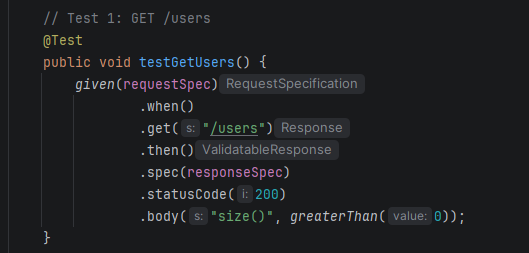 // Test 1: GET /users
@Test
public void testGetUsers() {
given(requestSpec) RequestSpecification
.when()
.get( s: "/users") Response
.then() ValidatableResponse
.spec(responseSpec)
.statusCode( i: 200)
.body( s: "size()", greaterThan( value: 0));
}